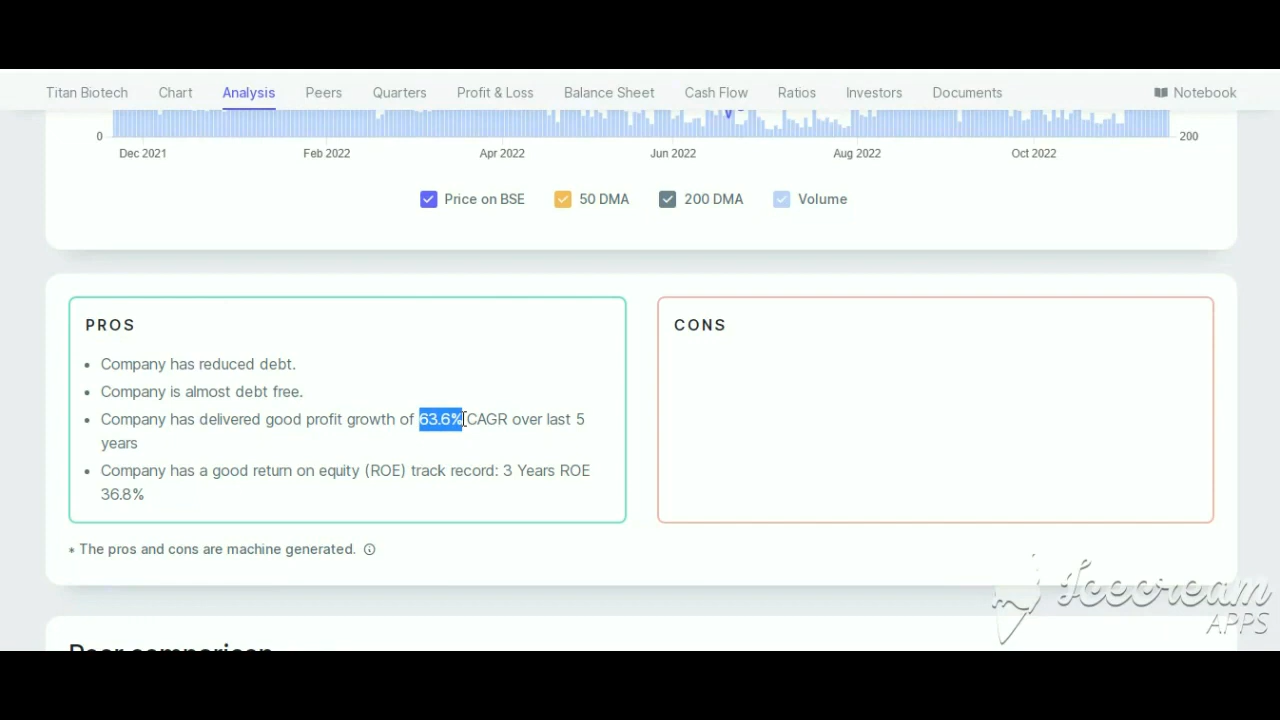 Titan Biotech Chart Analysis Peers Quarters Profit & Loss Balance Sheet Cash Flow Ratios Investors Documents Notebook
0 200
Dec 2021 Feb 2022 Apr 2022 Jun 2022 Aug 2022 Oct 2022
Price on BSE 50 DMA 200 DMA Volume
PROS
Company has reduced debt.
Company is almost debt free.
Company has delivered good profit growth of 63.6% CAGR over last 5
years
Company has a good return on equity (ROE) track record: 3 Years ROE
36.8%
CONS
* The pros and cons are machine generated.
Icecream
APPS
Peer comparison